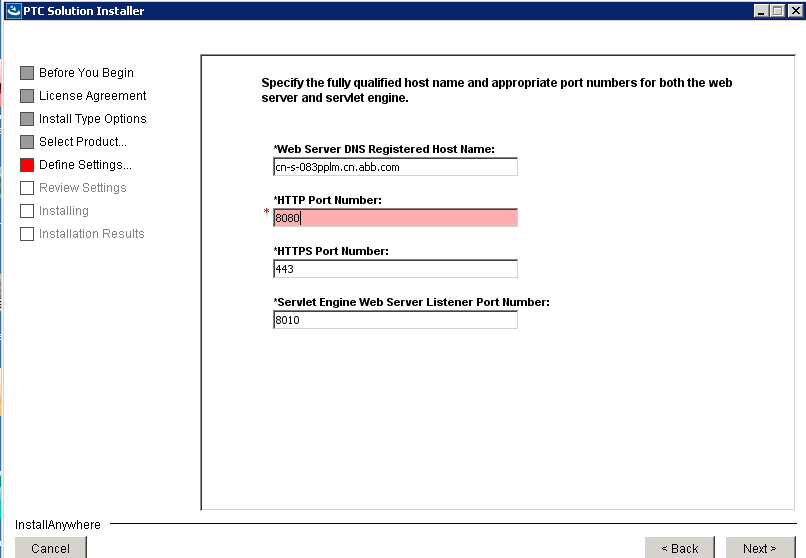 PTC Solution Installer
Before You Begin
License Agreement
Install Type Options
Select Product...
Define Settings...
Review Settings
Installing
Installation Results
Specify the fully qualified host name and appropriate port numbers for both the web
server and servlet engine.
*Web Server DNS Registered Host Name:
cn-s-083pplm.cn.abb.com
*HTTP Port Number:
*
8080
*HTTPS Port Number:
443
*Servlet Engine Web Server Listener Port Number:
8010
InstallAnywhere
Cancel
< Back
Next >